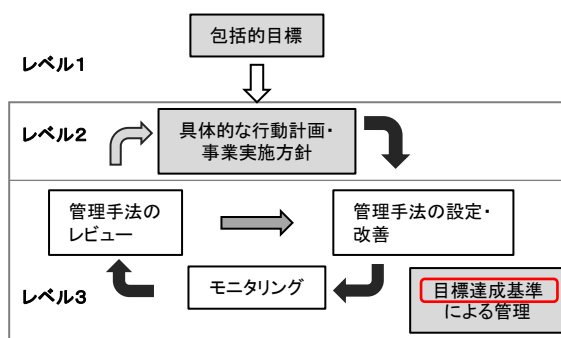 包括的目標
レベル1
レベル2
具体的な行動計画・
事業実施方針
管理手法の
レビュー
管理手法の設定・
改善
モニタリング
レベル3
目標達成基準
による管理